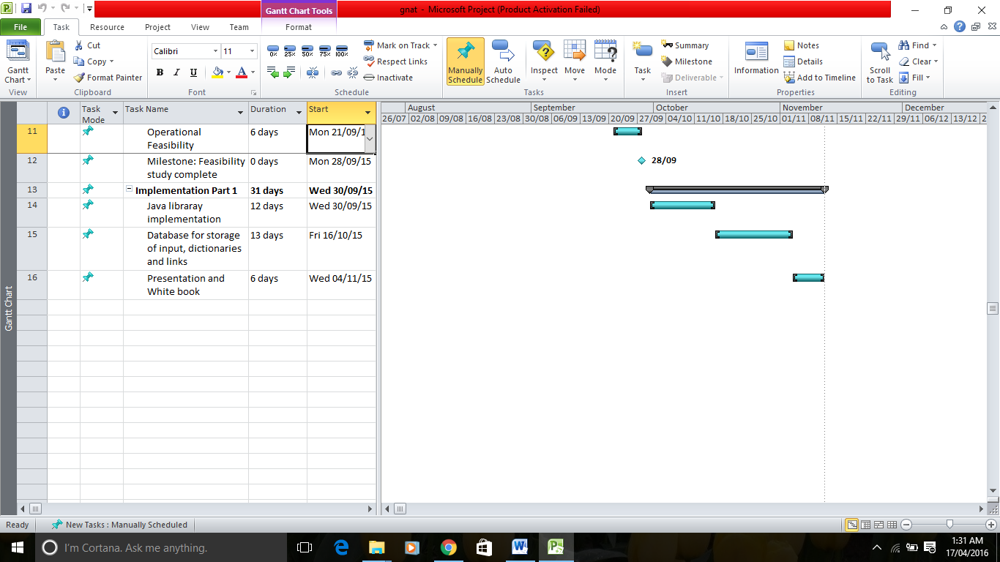 Gantt Chart Tools
gnat - Microsoft Project (Product Activation Failed)
File Task Resource Project View Team Format
Gantt Chart
View
Paste
Cut
Copy
Format Painter
Clipboard
Calibri 11
B I U A
Font
0% 25% 50% 75% 100%
Mark on Track
Respect Links
Inactivate
Schedule
Manually Schedule
Auto Schedule
Inspect
Move
Mode
Tasks
Task
Summary
Milestone
Deliverable
Insert
Information
Notes
Details
Add to Timeline
Properties
Scroll to Task
Find
Clear
Fill
Editing
Task Mode Task Name Duration Start
August September October November December
26/07 02/08 09/08 16/08 23/08 30/08 06/09 13/09 20/09 27/09 04/10 11/10 18/10 25/10 01/11 08/11 15/11 22/11 29/11 06/12 13/12 2
11 Operational 6 days Mon 21/09/1
Feasibility
12 Milestone: Feasibility 0 days Mon 28/09/15 28/09
study complete
13 Implementation Part 1 31 days Wed 30/09/15
14 Java libraray 12 days Wed 30/09/15
implementation
15 Database for storage 13 days Fri 16/10/15
of input, dictionaries
and links
16 Presentation and 6 days Wed 04/11/15
White book
Gantt Chart
Ready New Tasks : Manually Scheduled
I'm Cortana. Ask me anything.
1:31 AM
17/04/2016